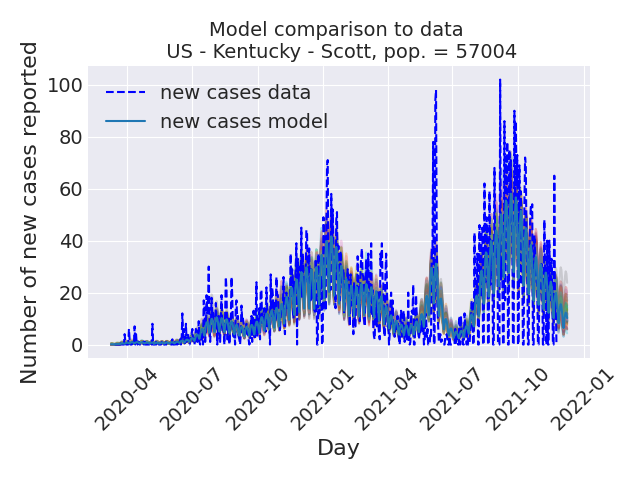 Model comparison to data
US - Kentucky - Scott, pop. = 57004
Number of new cases reported
100
80
60
40
20
0
new cases data
new cases model
2020-04
2020-07
2020-10
2021-01
2021-04
2021-07
2021-10
2022-01
Day